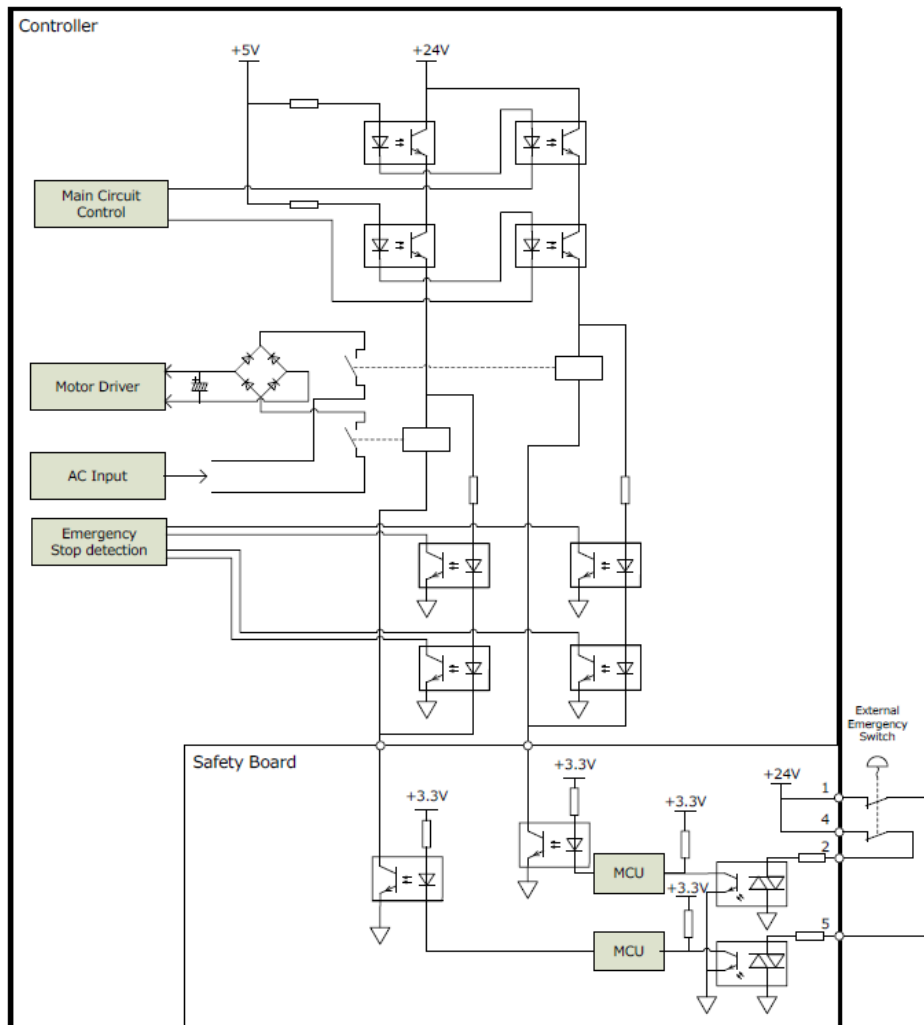 Controller
+5V
+24V
Main Circuit
Control
Motor Driver
AC Input
Emergency
Stop detection
External
Emergency
Switch
Safety Board
+24V
1
+3.3V
+3.3V
+3.3V
4
2
MCU
+3.3V
5
MCU